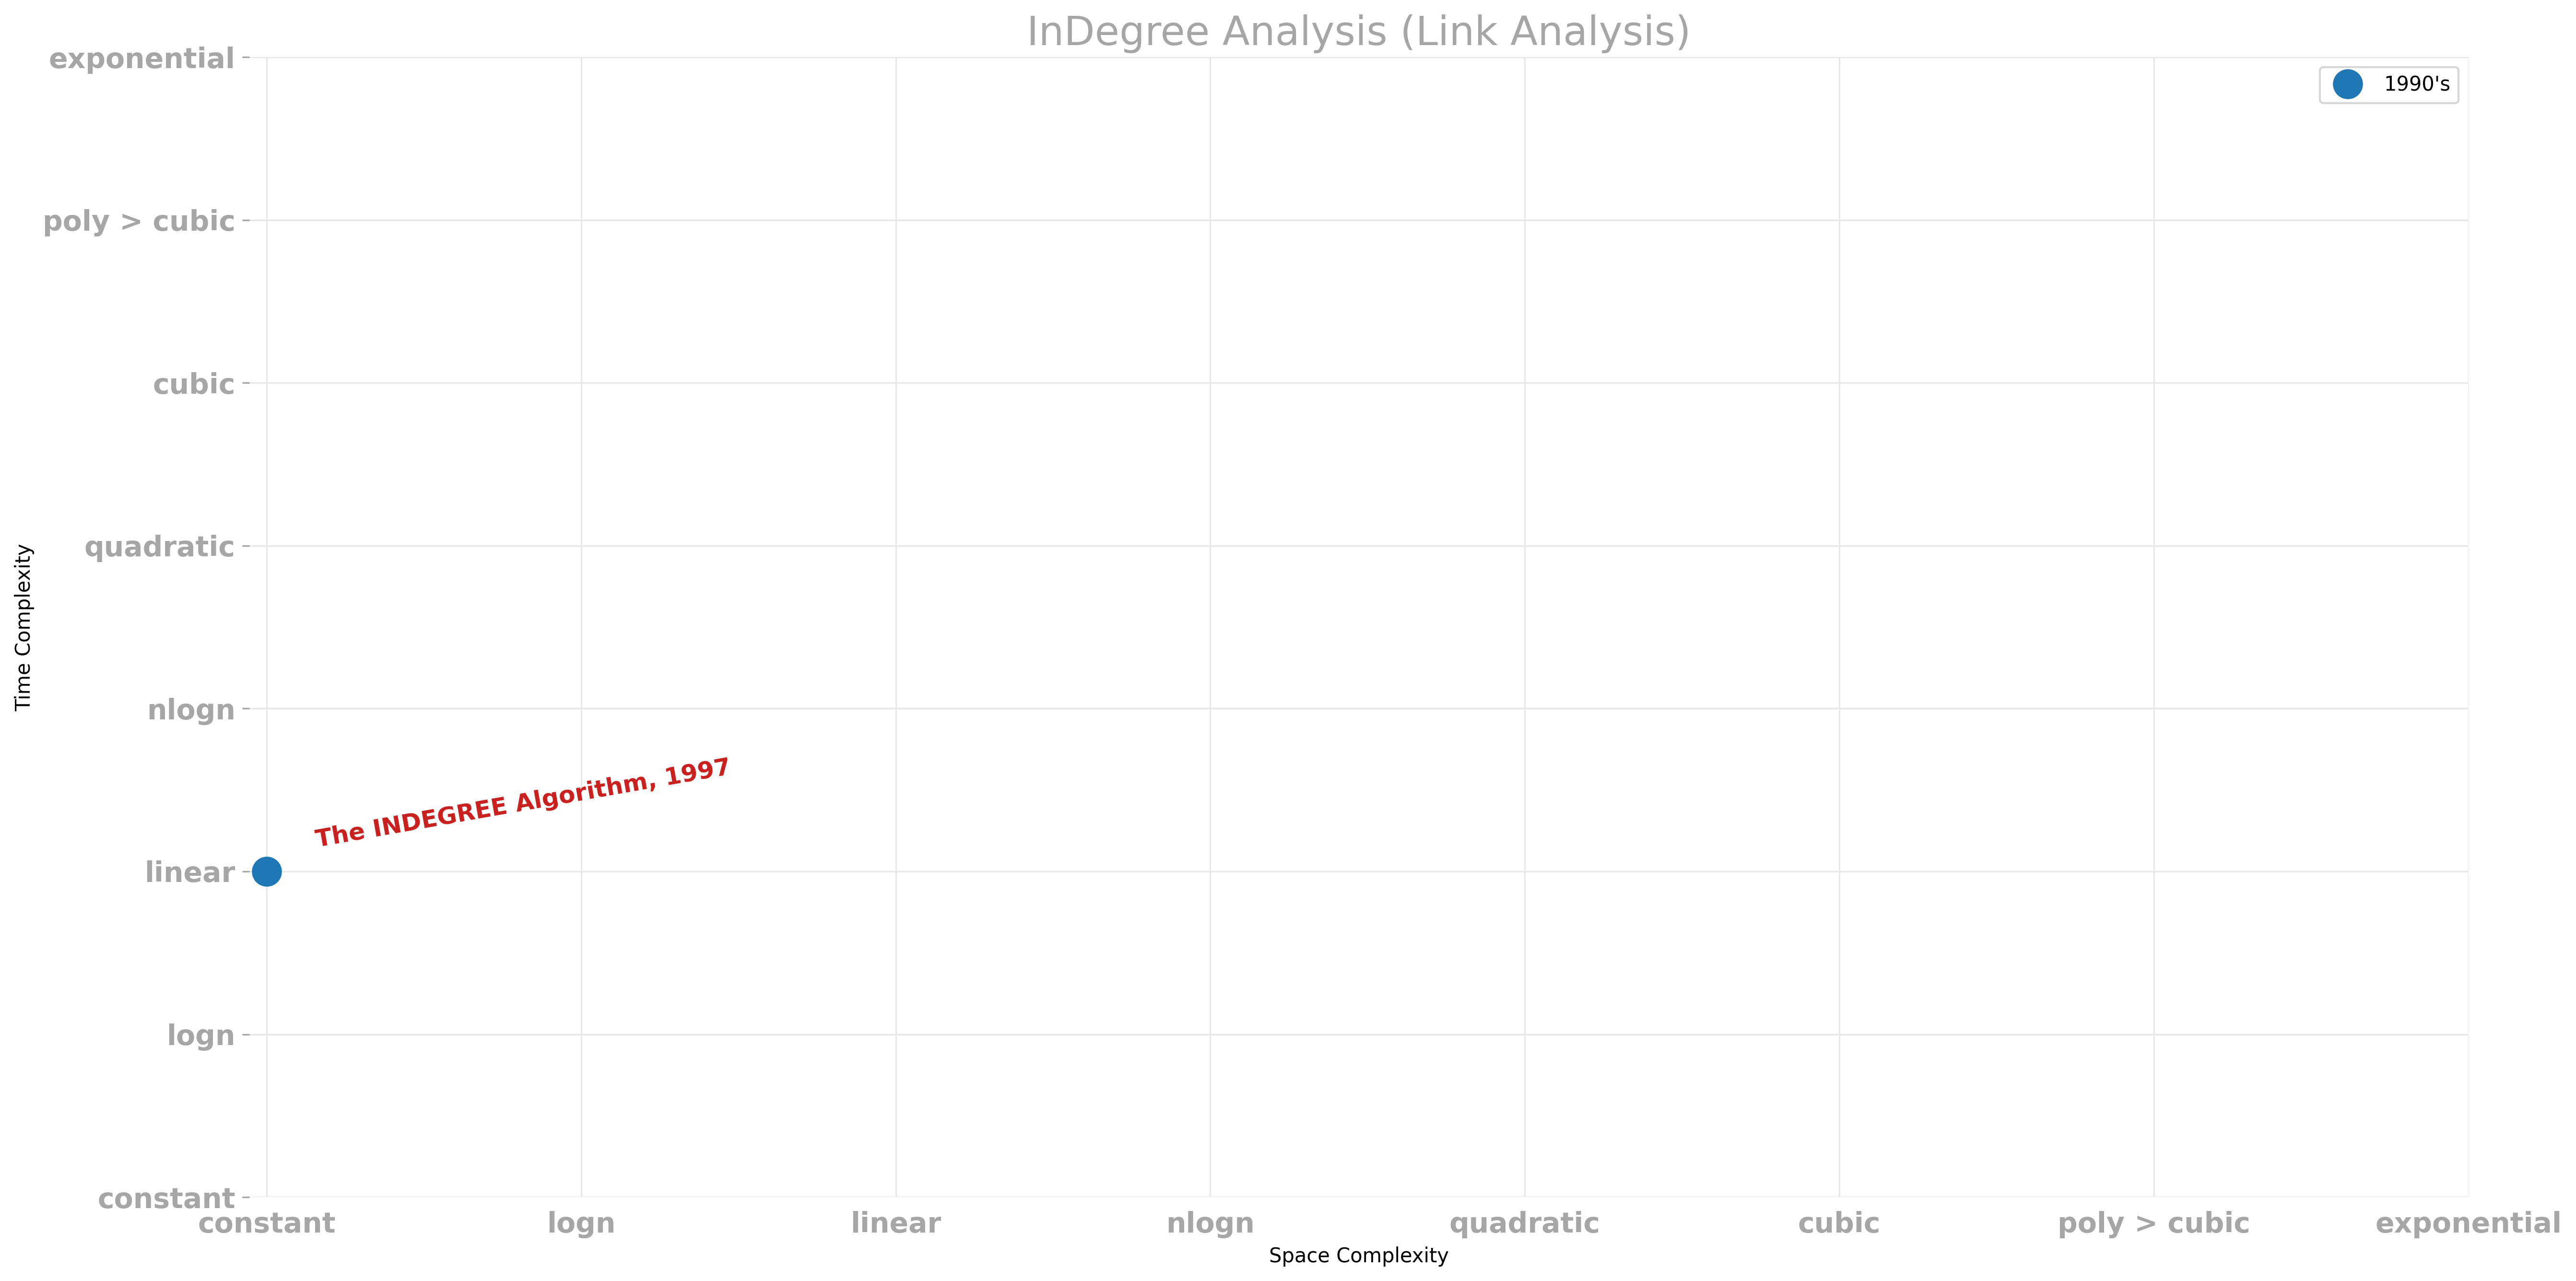 InDegree Analysis (Link Analysis)
1990's
exponential
poly > cubic
cubic
quadratic
nlogn
linear
logn
constant
Time Complexity
The INDEGREE Algorithm, 1997
constant
logn
linear
nlogn
quadratic
cubic
poly > cubic
exponential
Space Complexity